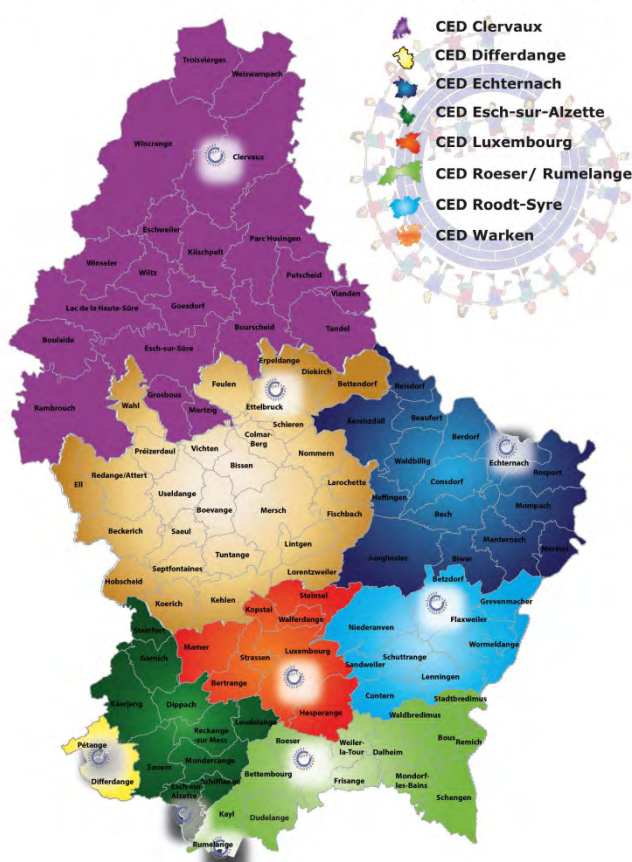 CED Clervaux
CED Differdange
CED Echternach
CED Esch-sur-Alzette
CED Luxembourg
CED Roeser/ Rumelange
CED Roodt-Syre
CED Warken
Troisvierges
Weiswampach
Wincrange
Clervaux
Eschweiler
Parc Hosingen
Kiischpelt
Winseler
Wiltz
Putscheid
Vianden
Lac de la Haute-Sûre
Goesdorf
Bourscheid
Tandel
Boulaide
Esch-sur-Sûre
Erpeldange
Diekirch
Feulen
Bettendorf
Reisdorf
Rambrouch
Grosbous
Wahl
Mertzig
Ettelbruck
Beaufort
Schieren
Aerenzdall
Berdorf
Colmar-
Berg
Préizerdaul
Vichten
Nommern
Waldbillig
Echternach
Bissen
Rosport
Redange/Attert
Ell
Larochette
Consdorf
Useldange
Heffingen
Mompach
Boevange
Mersch
Fischbach
Bech
Beckerich
Saeul
Manternach
Lintgen
Mertert
Tuntange
Junglinster
Biwer
Septfontaines
Lorentzweiler
Hobscheid
Betzdorf
Steinsel
Kehlen
Koerich
Kopstal
Grevenmacher
Walferdange
Flaxweiler
Niederanven
Steinfort
Mamer
Wormeldange
Luxembourg
Garnich
Strassen
Schuttrange
Sandweiler
Lenningen
Bertrange
Contern
Stadtbredimus
Käerjeng
Dippach
Hesperange
Waldbredimus
Leudelange
Reckange
sur Mess
Roeser
Weiler-
la-Tour
Bous
Remich
Pétange
Dalheim
Mondercange
Sanem
Bettembourg
Differdange
Schifflange
Frisange
Mondorf-
les-Bains
Esch-sur-
Alzette
Schengen
Kayl
Dudelange
Rumelange